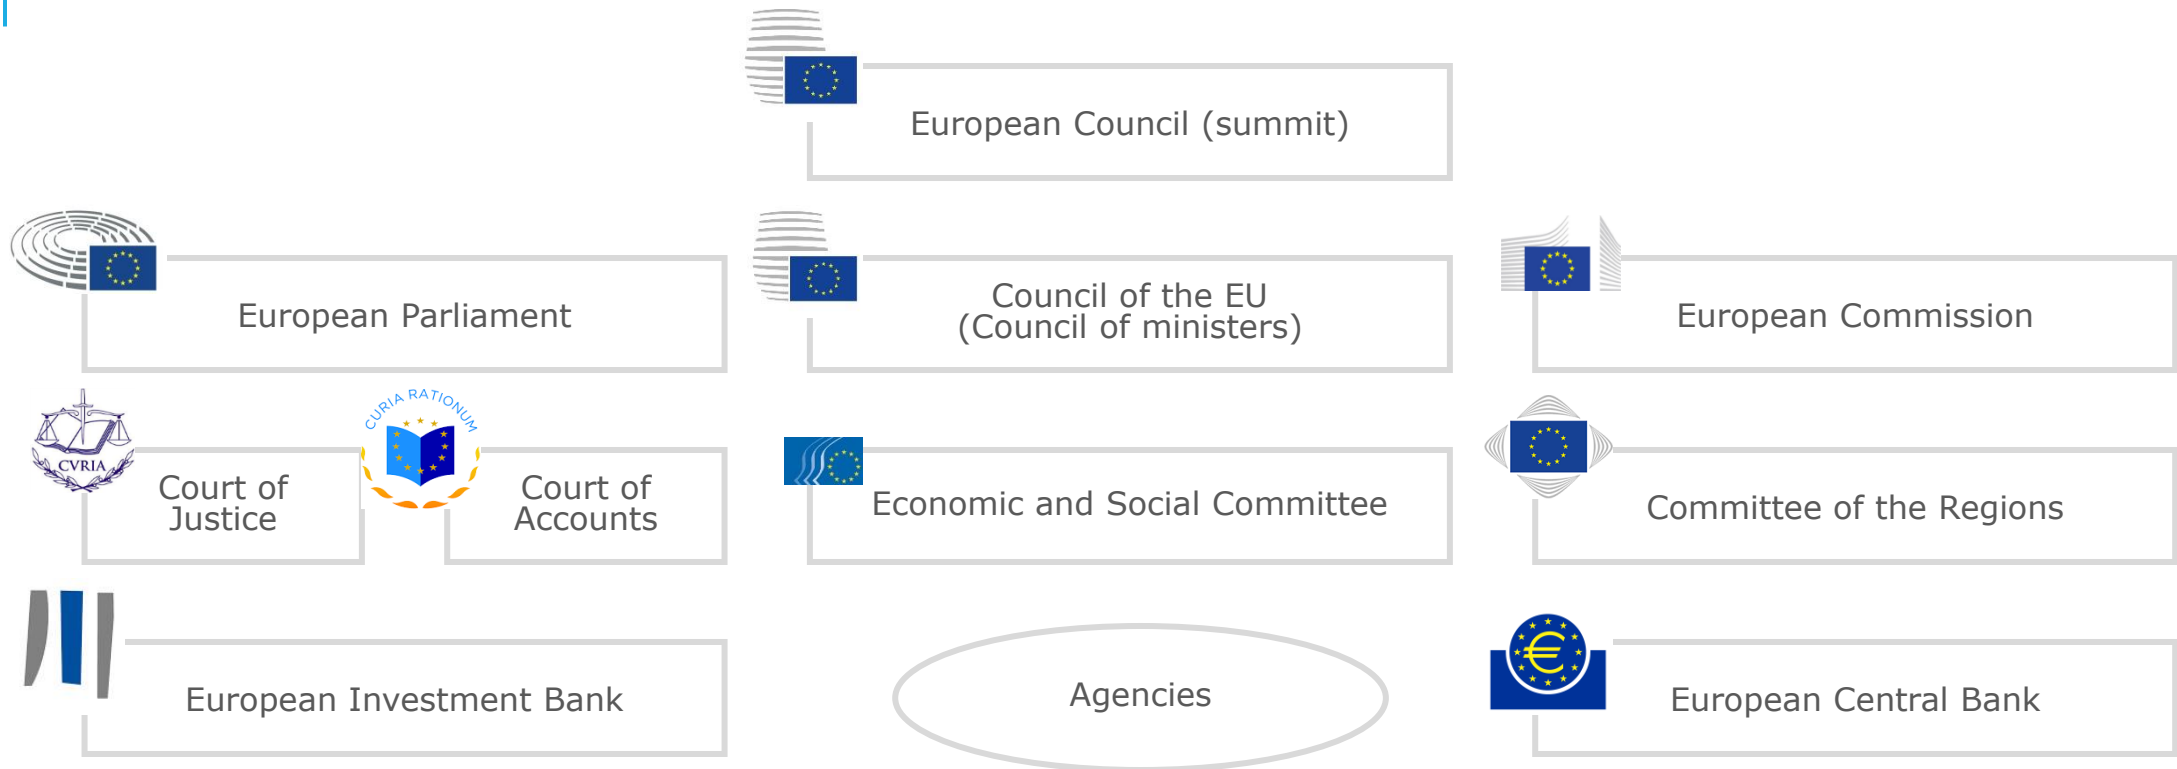 European Council (summit)
European Parliament
Council of the EU
(Council of ministers)
European Commission
CVRIA
Court of
Justice
CURIA RATIONUM
Court of
Accounts
Economic and Social Committee
Committee of the Regions
European Investment Bank
Agencies
€
European Central Bank